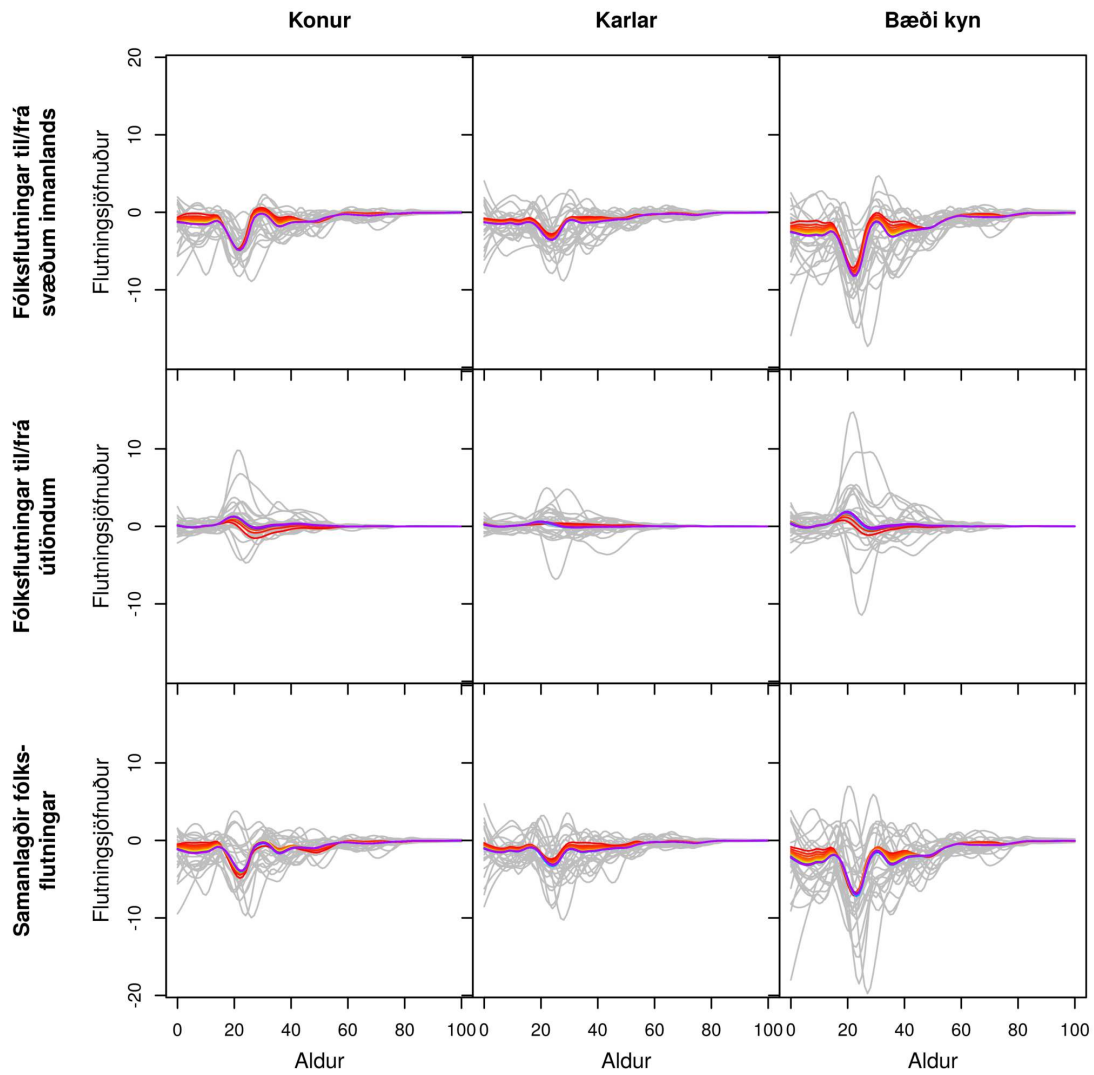 Konur
Karlar
Bæði kyn
Fólksflutningar til/frá
svæðum innanlands
Flutningsjöfnuður
20
10
0
-10
Fólksflutningar til/frá
útlöndum
Flutningsjöfnuður
10
0
-10
Samanlagðir fólks-
flutningar
Flutningsjöfnuður
10
0
-10
-20
0 20 40 60 80 100
0 20 40 60 80 100
0 20 40 60 80 100
Aldur
Aldur
Aldur